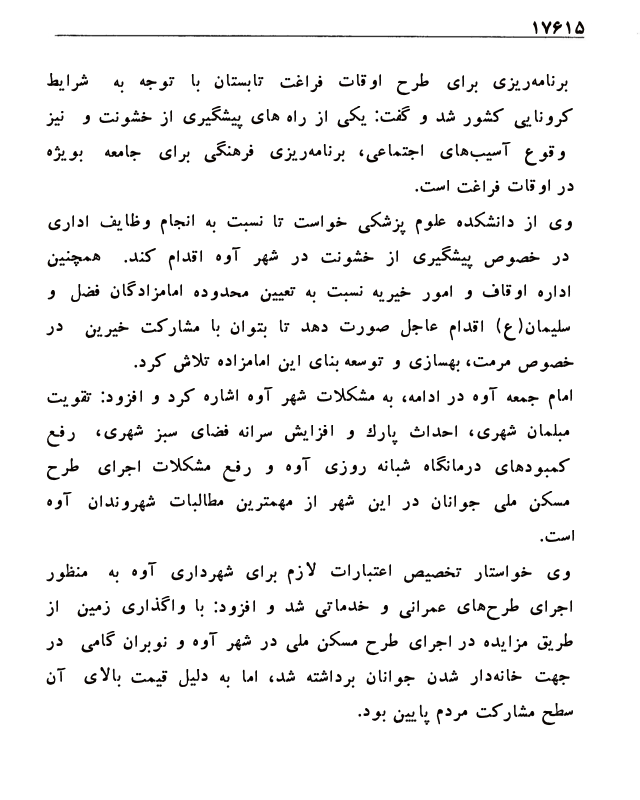 ۱۷۶۱۵
برنامه‌ریزی برای طرح اوقات فراغت تابستان با توجه به شرایط
کرونایی کشور شد و گفت: یکی از راه های پیشگیری از خشونت و نیز
وقوع آسیب‌های اجتماعی، برنامه‌ریزی فرهنگی برای جامعه بویژه
در اوقات فراغت است.
وی از دانشکده علوم پزشکی خواست تا نسبت به انجام وظایف اداری
در خصوص پیشگیری از خشونت در شهر آوه اقدام کند. همچنین
اداره اوقاف و امور خیریه نسبت به تعیین محدوده امامزادگان فضل و
سلیمان(ع) اقدام عاجل صورت دهد تا بتوان با مشارکت خیرین در
خصوص مرمت، بهسازی و توسعه بنای این امامزاده تلاش کرد.
امام جمعه آوه در ادامه، به مشکلات شهر آوه اشاره کرد و افزود: تقویت
مبلمان شهری، احداث پارك و افزایش سرانه فضای سبز شهری، رفع
کمبودهای درمانگاه شبانه روزی آوه و رفع مشکلات اجرای طرح
مسکن ملی جوانان در این شهر از مهمترین مطالبات شهروندان آوه
است.
وی خواستار تخصیص اعتبارات لازم برای شهرداری آوه به منظور
اجرای طرح‌های عمرانی و خدماتی شد و افزود: با واگذاری زمین از
طریق مزایده در اجرای طرح مسکن ملی در شهر آوه و نوبران گامی در
جهت خانه‌دار شدن جوانان برداشته شد، اما به دلیل قیمت بالای آن
سطح مشارکت مردم پایین بود.